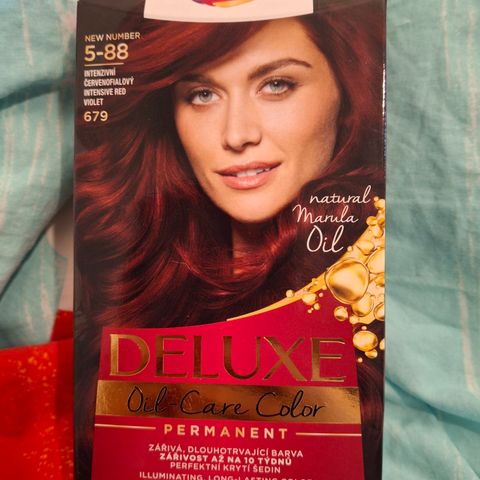 NEW NUMBER
5-88
INTENZIVNÍ
ČERVENOFIALOVÝ
INTENSIVE RED
VIOLET
679
natural
Marula
Oil
DELUXE
Oil-Care Color
PERMANENT
ZÁŘIVÁ, DLOUHOTRVAJÍCÍ BARVA
ZÁŘIVOST AŽ NA 10 TÝDNŮ
PERFEKTNÍ KRYTÍ ŠEDIN
ILLUMINATING, LONG-LASTING COLOR